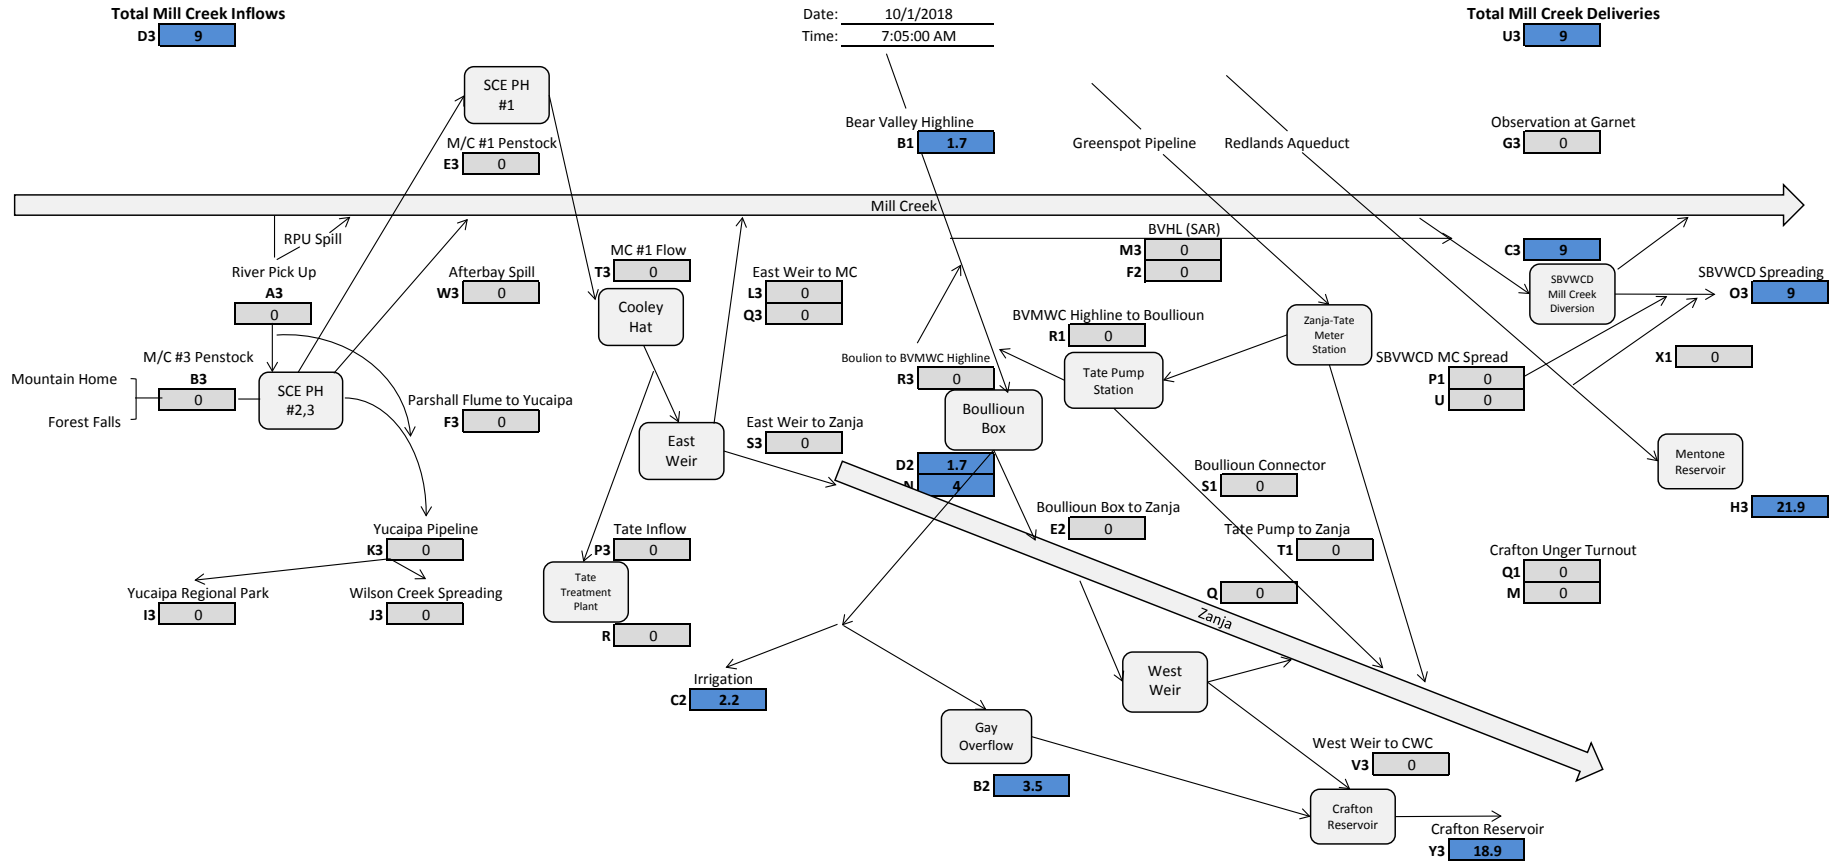 Total Mill Creek Inflows
D3 9
Date: 10/1/2018
Time: 7:05:00 AM
Total Mill Creek Deliveries
U3 9
SCE PH
#1
M/C #1 Penstock
E3 0
Bear Valley Highline
B1 1.7
Greenspot Pipeline
Redlands Aqueduct
Observation at Garnet
G3 0
Mill Creek
RPU Spill
River Pick Up
A3
0
Afterbay Spill
W3 0
MC #1 Flow
T3 0
Cooley
Hat
East Weir to MC
L3 0
Q3 0
BVHL (SAR)
M3 0
F2 0
C3 9
SBVWCD
Mill Creek
Diversion
SBVWCD Spreading
O3 9
BVMWC Highline to Boullioun
R1 0
Zanja-Tate
Meter
Station
Boulion to BVMWC Highline
R3 0
Tate Pump
Station
SBVWCD MC Spread
P1 0
U 0
X1 0
M/C #3 Penstock
B3
0
Mountain Home
Forest Falls
SCE PH
#2,3
Parshall Flume to Yucaipa
F3 0
East
Weir
East Weir to Zanja
S3 0
Boullioun
Box
D2 1.7
N 4
Boullioun Connector
S1 0
Mentone
Reservoir
H3 21.9
Boullioun Box to Zanja
E2 0
Yucaipa Pipeline
K3 0
Tate Inflow
P3 0
Tate Pump to Zanja
T1 0
Crafton Unger Turnout
Q1 0
M 0
Yucaipa Regional Park
I3 0
Wilson Creek Spreading
J3 0
Tate
Treatment
Plant
R 0
Q 0
Zanja
Irrigation
C2 2.2
West
Weir
Gay
Overflow
B2 3.5
West Weir to CWC
V3 0
Crafton
Reservoir
Crafton Reservoir
Y3 18.9